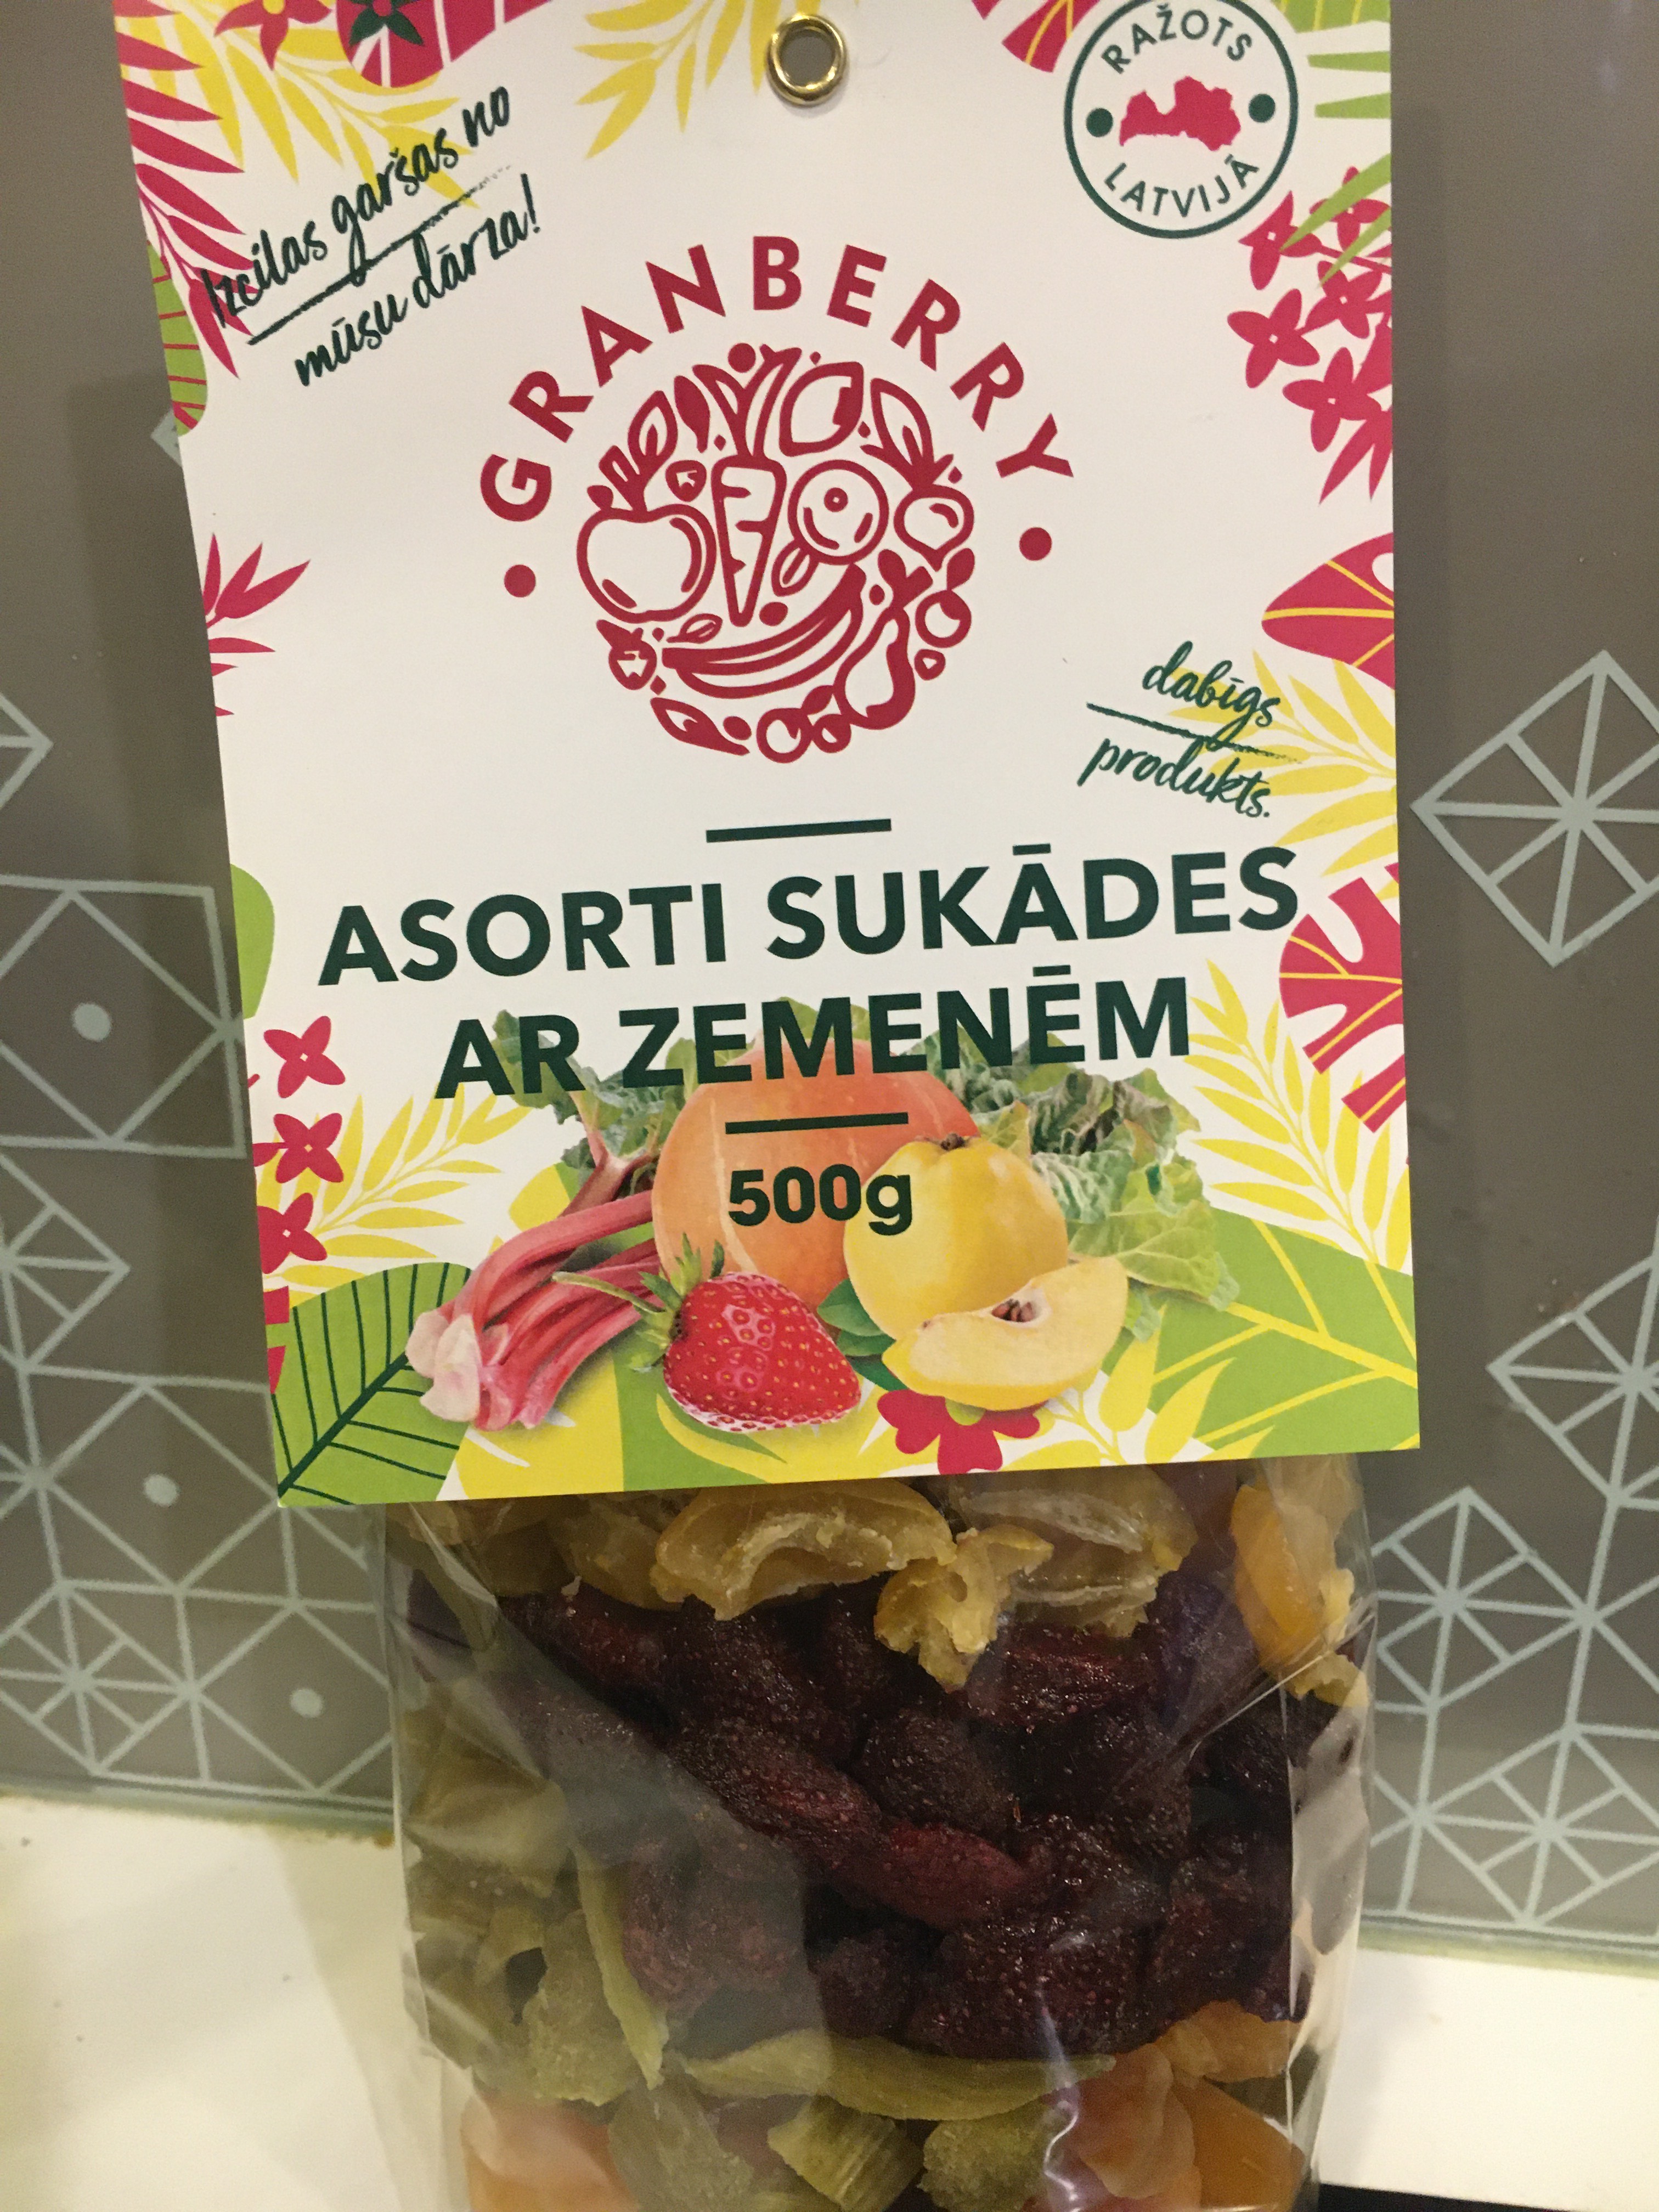 RAŽOTS
LATVIJĀ
Izcilas garšas no
mūsu dārza!
GRANBERRY
dabīgs
produkts.
ASORTI SUKĀDES
AR ZEMENĒM
500g